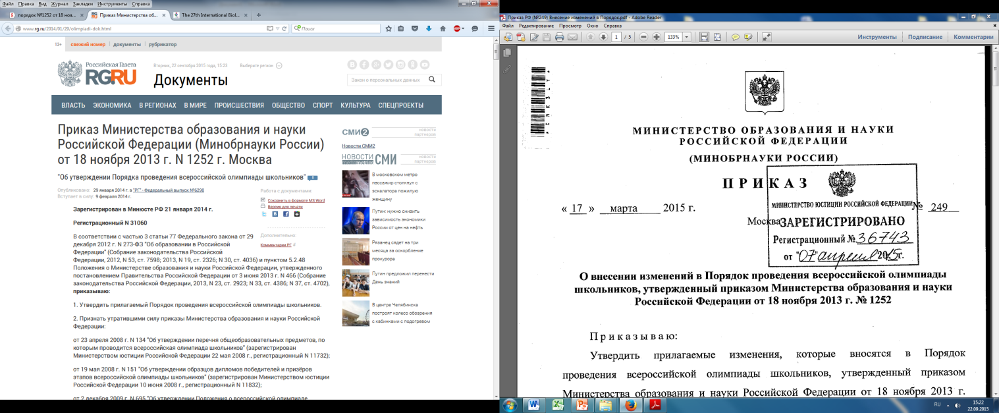 Файл Правка Вид Журнал Закладки Инструменты Справка
порядок №1252 от 18 ноя...
Приказ Министерства об...
The 27th International Biol...
www.rg.ru/2014/01/29/olimpiadi-dok.html
Поиск
12+ свежий номер документы рубрикатор
Российская Газета
RGRU
Вторник, 22 сентября 2015 года, 15:23 Выберите регион
Документы
Закон о персональных данных
ВЛАСТЬ ЭКОНОМИКА В РЕГИОНАХ В МИРЕ ПРОИСШЕСТВИЯ ОБЩЕСТВО СПОРТ КУЛЬТУРА СПЕЦПРОЕКТЫ
Приказ Министерства образования и науки
Российской Федерации (Минобрнауки России)
от 18 ноября 2013 г. N 1252 г. Москва
"Об утверждении Порядка проведения всероссийской олимпиады школьников"
Опубликовано: 29 января 2014 г. в "РГ" - Федеральный выпуск №6290
Вступает в силу: 9 февраля 2014 г.
Работа с документами:
Сохранить в формате MS Word
Версия для печати
Дополнительно:
Комментарии РГ
Зарегистрирован в Минюсте РФ 21 января 2014 г.
Регистрационный N 31060
В соответствии с частью 3 статьи 77 Федерального закона от 29
декабря 2012 г. N 273-ФЗ "Об образовании в Российской
Федерации" (Собрание законодательства Российской
Федерации, 2012, N 53, ст. 7598; 2013, N 19, ст. 2326; N 30, ст. 4036) и пунктом 5.2.48
Положения о Министерстве образования и науки Российской Федерации, утвержденного
постановлением Правительства Российской Федерации от 3 июня 2013 г. N 466 (Собрание
законодательства Российской Федерации, 2013, N 23, ст. 2923; N 33, ст. 4386; N 37, ст. 4702),
приказываю:
1. Утвердить прилагаемый Порядок проведения всероссийской олимпиады школьников.
2. Признать утратившими силу приказы Министерства образования и науки Российской
Федерации:
от 23 апреля 2008 г. N 134 "Об утверждении перечня общеобразовательных предметов, по
которым проводится всероссийская олимпиада школьников" (зарегистрирован
Министерством юстиции Российской Федерации 22 мая 2008 г., регистрационный N 11732);
от 19 мая 2008 г. N 151 "Об утверждении образцов дипломов победителей и призёров
этапов всероссийской олимпиады школьников" (зарегистрирован Министерством юстиции
Российской Федерации 10 июня 2008 г., регистрационный N 11832);
от 2 декабря 2009 г. N 695 "Об утверждении Положения о всероссийской олимпиаде
СМИ2
новости
партнеров
Новости СМИ2
НОВОСТИ СМИ
новости
партнеров
В московском метро
пассажир столкнул с
эскалатора пожилую
женщину
Путин: нужно снизить
зависимость экономики
России от цен на нефть
Рязанец сядет на три
месяца за оскорбление
прокурора
Путин предложил перенести
День знаний
В центре Челябинска
построят колесо обозрения
с кабинками с подогревом
Приказ РФ (№249) Внесение изменений в Порядок.pdf - Adobe Reader
Файл Редактирование Просмотр Окно Справка
1 / 5
133%
Инструменты Подписание Комментарии
МИНИСТЕРСТВО ОБРАЗОВАНИЯ И НАУКИ
РОССИЙСКОЙ ФЕДЕРАЦИИ
(МИНОБРНАУКИ РОССИИ)
ПРИКАЗ
« 17 » марта 2015 г.
№ 249
Москва
МИНИСТЕРСТВО ЮСТИЦИИ РОССИЙСКОЙ ФЕДЕРАЦИИ
ЗАРЕГИСТРИРОВАНО
Регистрационный № 36743
от "07" апреля 2015г.
О внесении изменений в Порядок проведения всероссийской олимпиады
школьников, утвержденный приказом Министерства образования и науки
Российской Федерации от 18 ноября 2013 г. № 1252
Приказываю:
Утвердить прилагаемые изменения, которые вносятся в Порядок
проведения всероссийской олимпиады школьников, утвержденный приказом
Министерства образования и науки Российской Федерации от 18 ноября 2013 г.
RU
15:22
22.09.2015